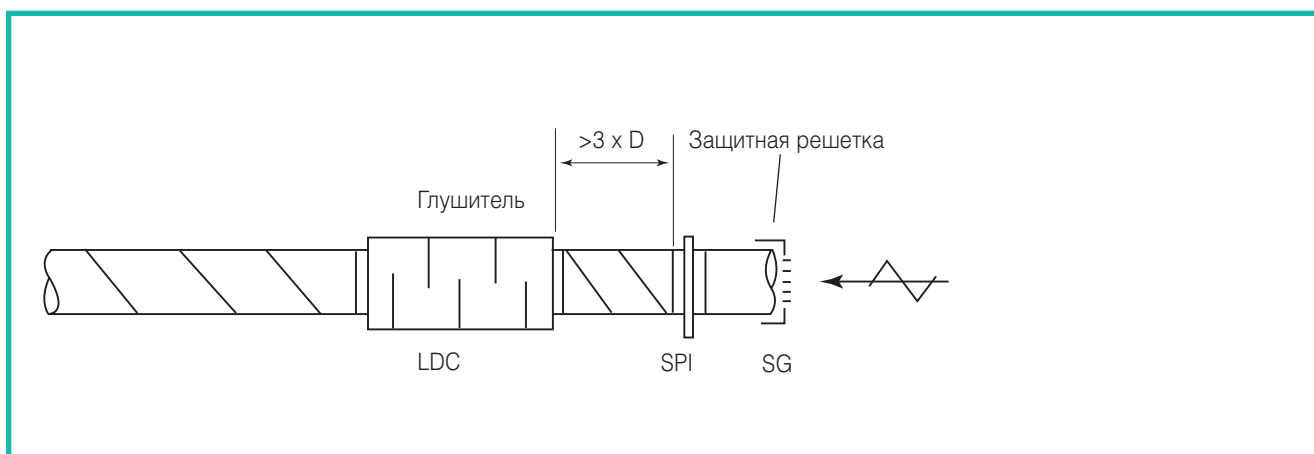 >3 x D
Защитная решетка
Глушитель
LDC
SPI
SG